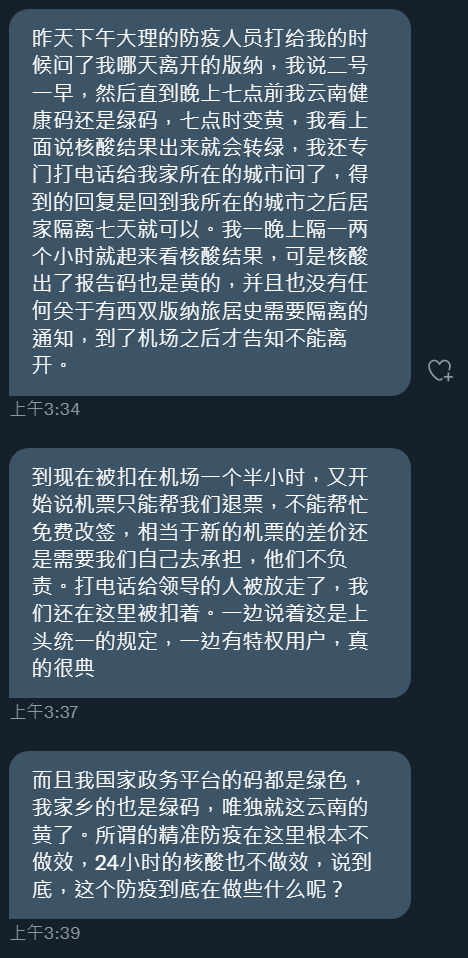 昨天下午大理的防疫人员打给我的时
候问了我哪天离开的版纳，我说二号
一早，然后直到晚上七点前我云南健
康码还是绿码，七点时变黄，我看上
面说核酸结果出来就会转绿，我还专
门打电话给我家所在的城市问了，得
到的回复是回到我所在的城市之后居
家隔离七天就可以。我一晚上隔一两
个小时就起来看核酸结果，可是核酸
出了报告码也是黄的，并且也没有任
何关于有西双版纳旅居史需要隔离的
通知，到了机场之后才告知不能离
开。
上午3:34
到现在被扣在机场一个半小时，又开
始说机票只能帮我们退票，不能帮忙
免费改签，相当于新的机票的差价还
是需要我们自己去承担，他们不负
责。打电话给领导的人被放走了，我
们还在这里被扣着。一边说着这是上
头统一的规定，一边有特权用户，真
的很典
上午3:37
而且我国家政务平台的码都是绿色，
我家乡的也是绿码，唯独就这云南的
黄了。所谓的精准防疫在这里根本不
做效，24小时的核酸也不做效，说到
底，这个防疫到底在做些什么呢？
上午3:39